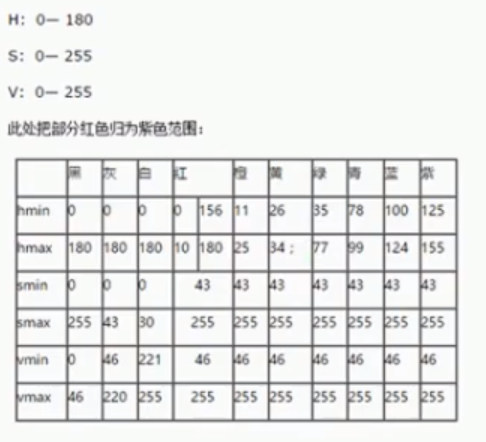 H: 0— 180
S: 0— 255
V: 0— 255
此处把部分红色归为紫色范围:
黑 灰 白 红 橙 黄 绿 青 蓝 紫
hmin 0 0 0 0 156 11 26 35 78 100 125
hmax 180 180 180 10 180 25 34 ; 77 99 124 155
smin 0 0 0 43 43 43 43 43 43 43
smax 255 43 30 255 255 255 255 255 255 255
vmin 0 46 221 46 46 46 46 46 46 46
vmax 46 220 255 255 255 255 255 255 255 255